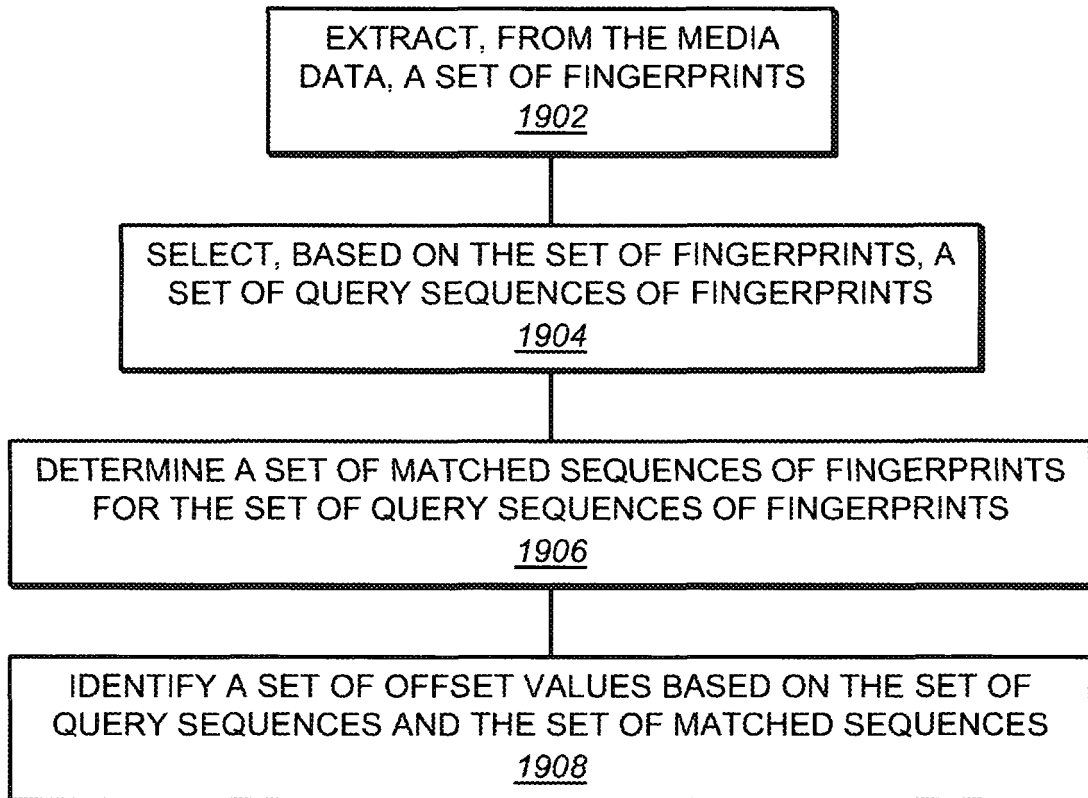 EXTRACT, FROM THE MEDIA
DATA, A SET OF FINGERPRINTS
1902
SELECT, BASED ON THE SET OF FINGERPRINTS, A
SET OF QUERY SEQUENCES OF FINGERPRINTS
1904
DETERMINE A SET OF MATCHED SEQUENCES OF FINGERPRINTS
FOR THE SET OF QUERY SEQUENCES OF FINGERPRINTS
1906
IDENTIFY A SET OF OFFSET VALUES BASED ON THE SET OF
QUERY SEQUENCES AND THE SET OF MATCHED SEQUENCES
1908